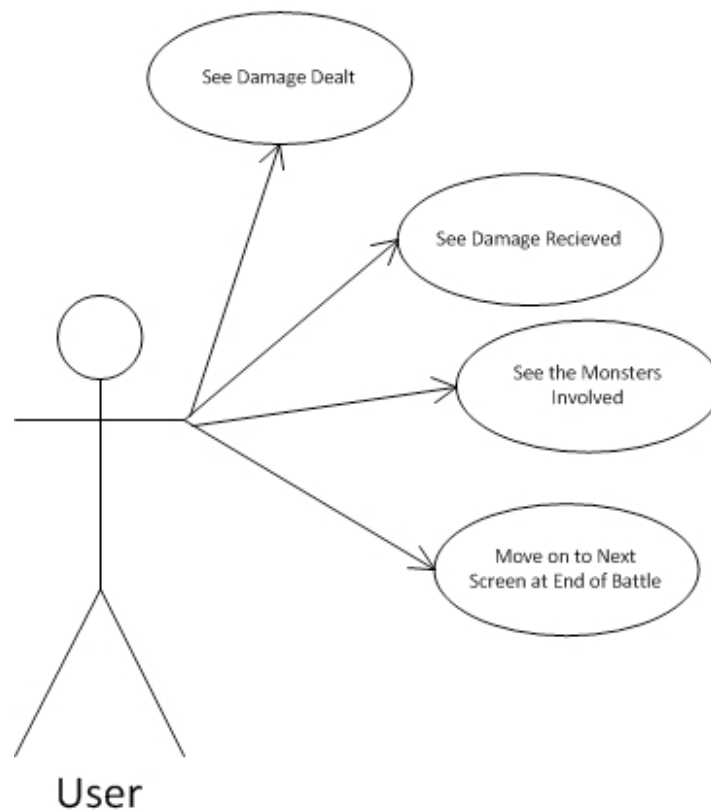 See Damage Dealt
See Damage Recieved
See the Monsters
Involved
Move on to Next
Screen at End of Battle
User